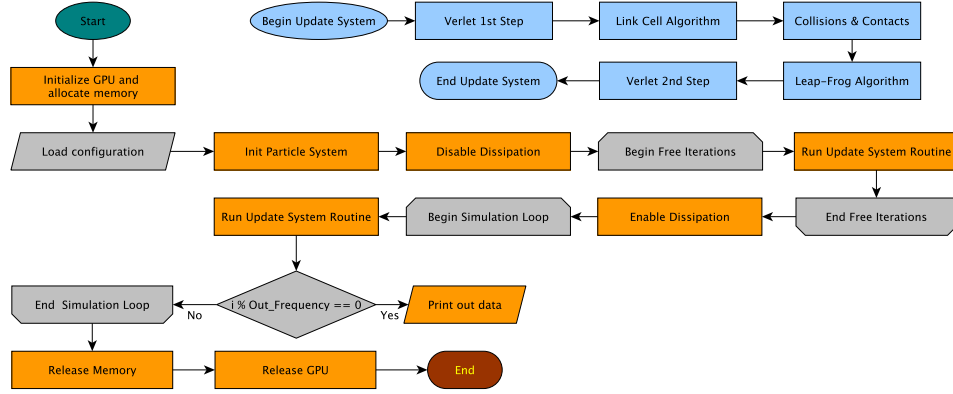 Start
Begin Update System
Verlet 1st Step
Link Cell Algorithm
Collisions & Contacts
Initialize GPU and
allocate memory
End Update System
Verlet 2nd Step
Leap-Frog Algorithm
Load configuration
Init Particle System
Disable Dissipation
Begin Free Iterations
Run Update System Routine
Run Update System Routine
Begin Simulation Loop
Enable Dissipation
End Free Iterations
End Simulation Loop
No
i % Out_Frequency == 0
Yes
Print out data
Release Memory
Release GPU
End